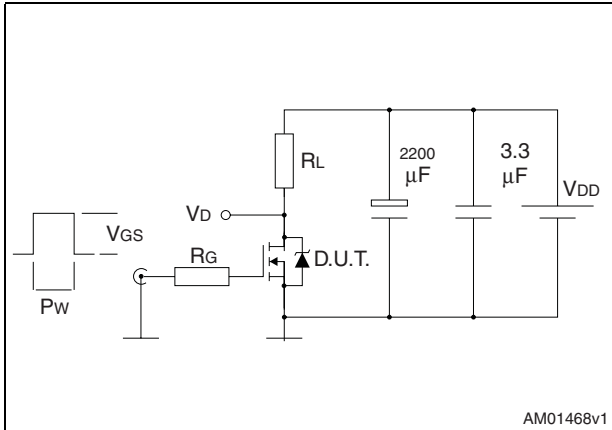 RL
2200
μF
3.3
μF
VDD
VD
VGS
RG
D.U.T.
PW
AM01468v1